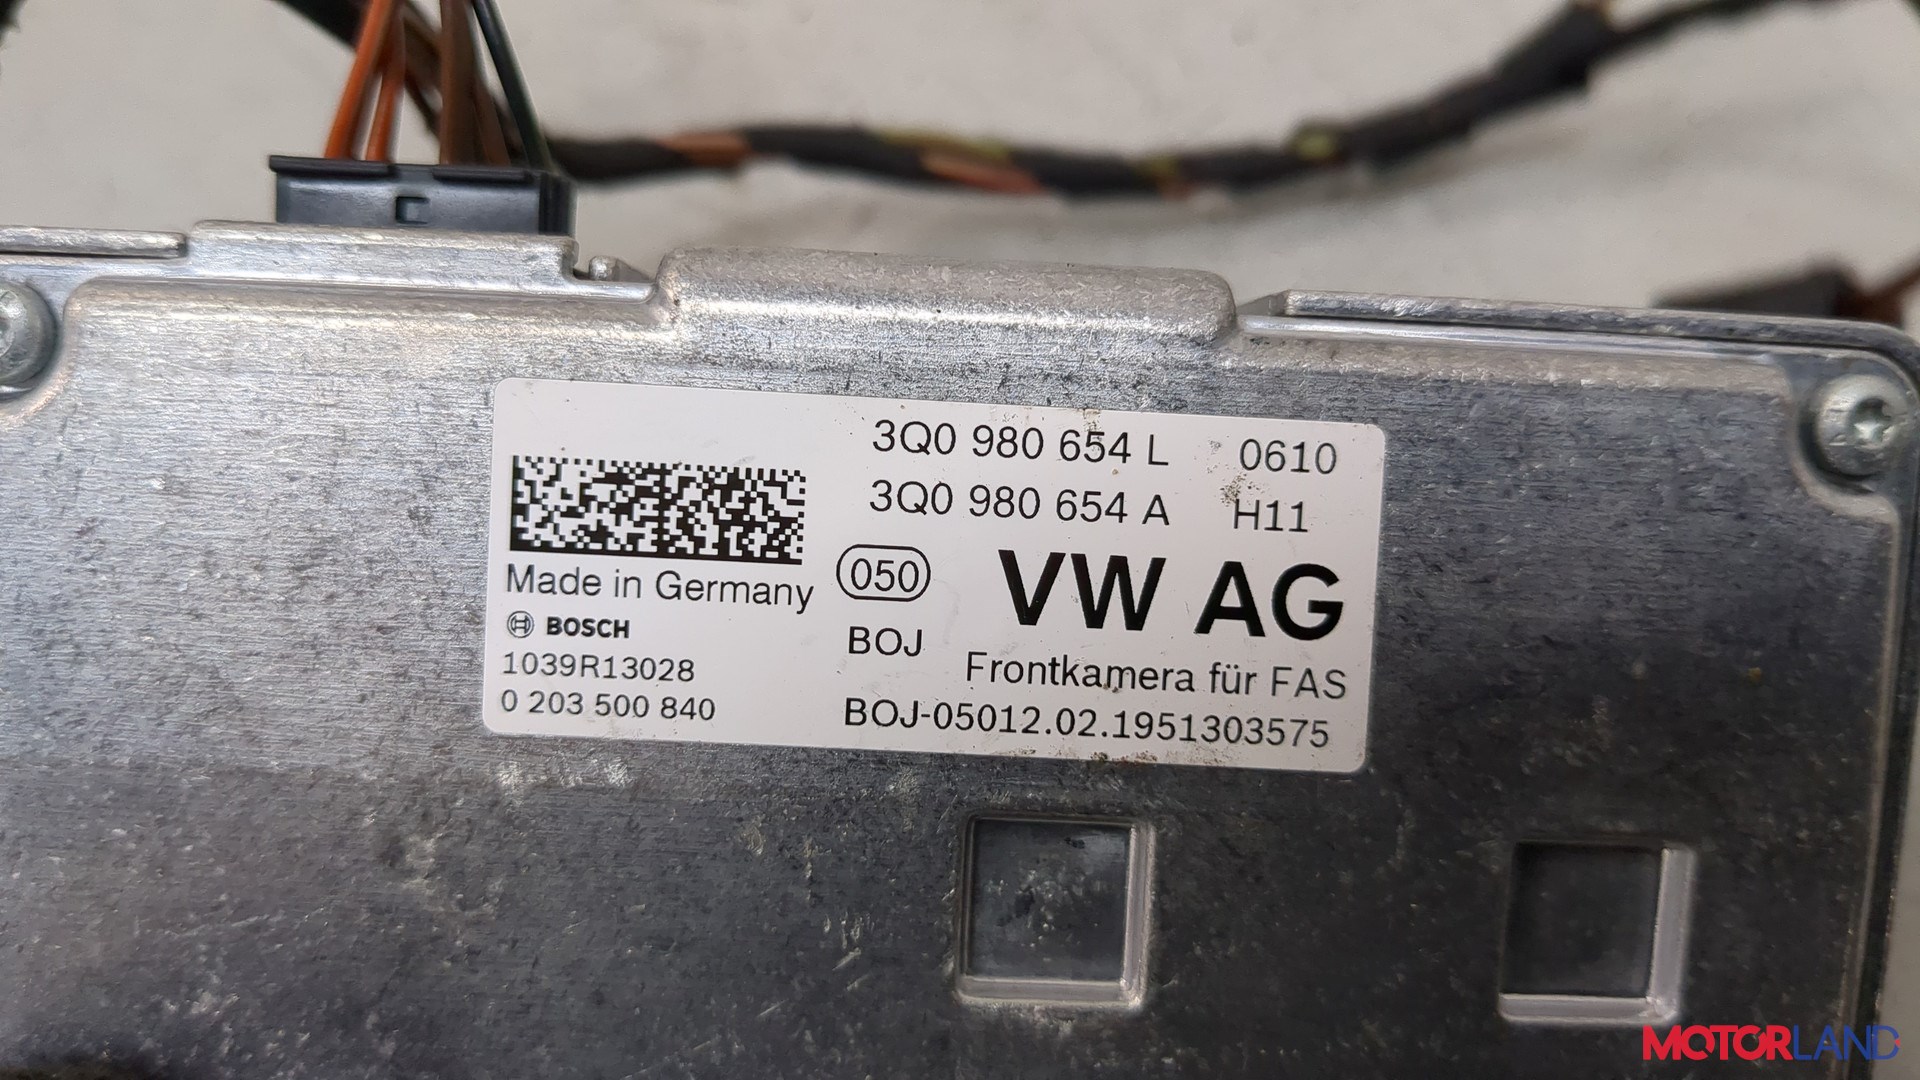 3Q0 980 654 L 0610
3Q0 980 654 A H11
Made in Germany
050
VW AG
BOSCH
BOJ
1039R13028
Frontkamera für FAS
0 203 500 840
BOJ-05012.02.1951303575
MOTORLAND